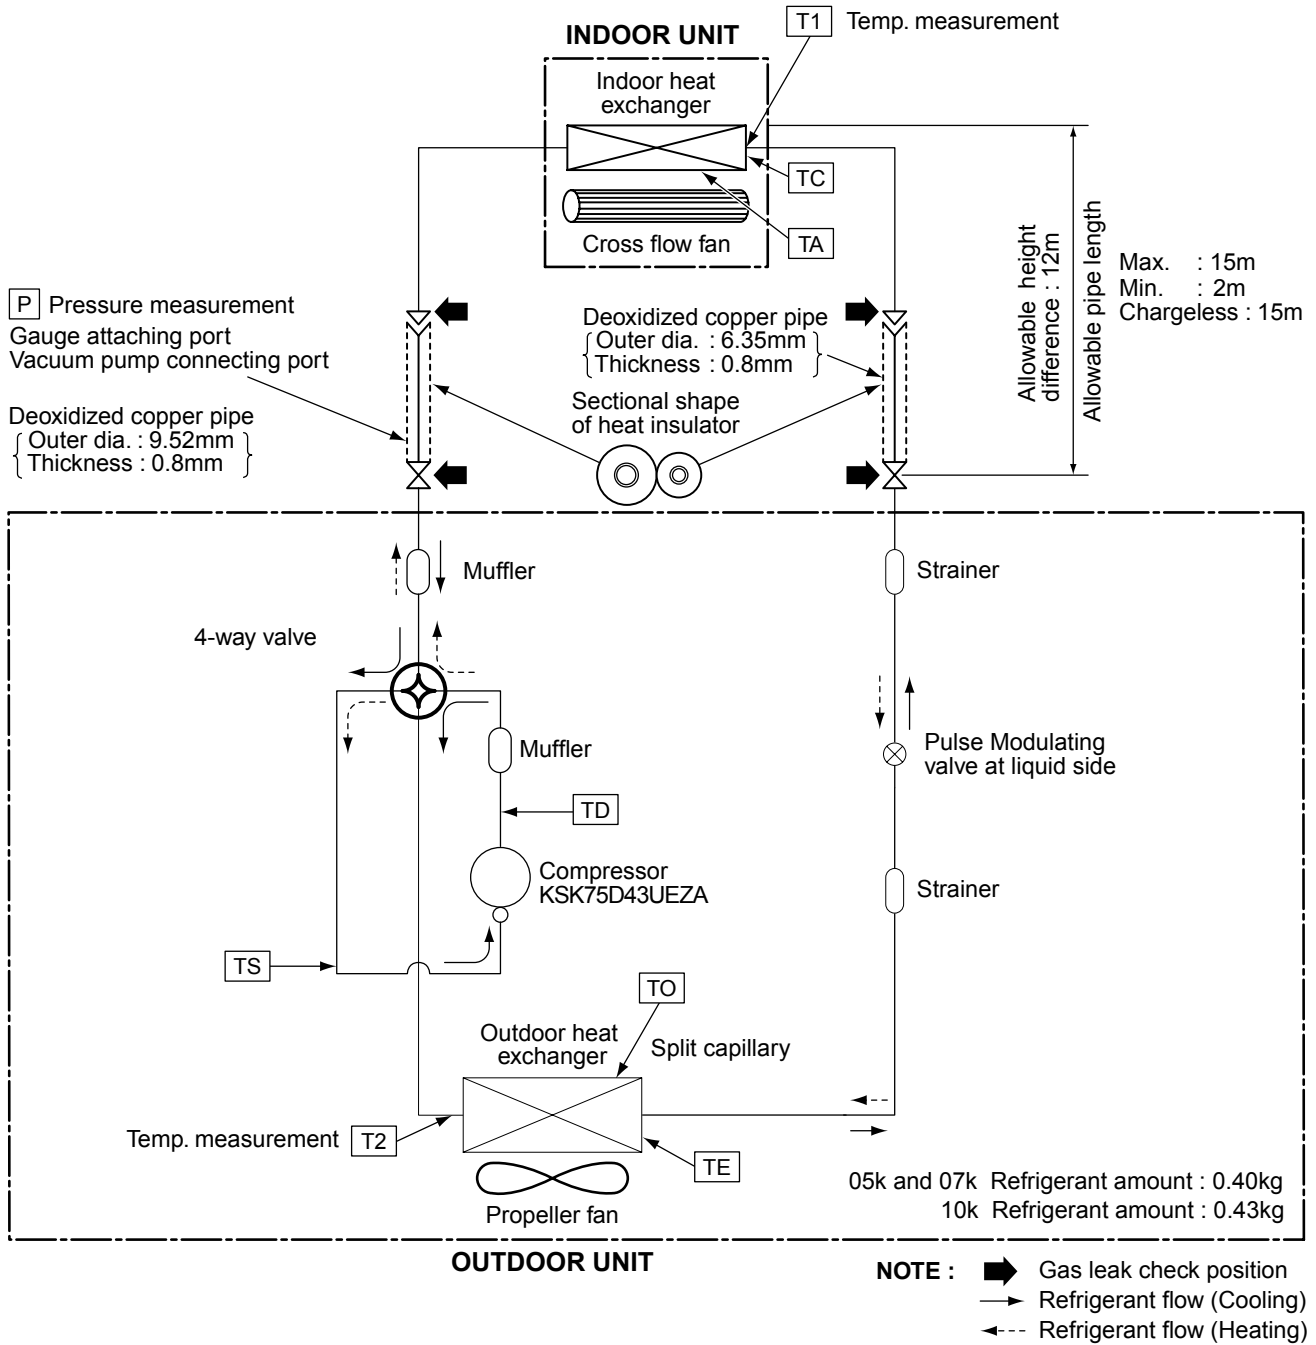 T1 Temp. measurement
INDOOR UNIT
Indoor heat
exchanger
TC
Cross flow fan
TA
Allowable height
difference : 12m
Allowable pipe length
Max. : 15m
Min. : 2m
Chargeless : 15m
P Pressure measurement
Gauge attaching port
Vacuum pump connecting port
Deoxidized copper pipe
Outer dia. : 9.52mm
Thickness : 0.8mm
Deoxidized copper pipe
Outer dia. : 6.35mm
Thickness : 0.8mm
Sectional shape
of heat insulator
Muffler
Strainer
4-way valve
Muffler
Pulse Modulating
valve at liquid side
TD
Compressor
KSK75D43UEZA
Strainer
TS
TO
Outdoor heat
exchanger
Split capillary
Temp. measurement T2
TE
Propeller fan
05k and 07k Refrigerant amount : 0.40kg
10k Refrigerant amount : 0.43kg
OUTDOOR UNIT
NOTE :
Gas leak check position
Refrigerant flow (Cooling)
Refrigerant flow (Heating)